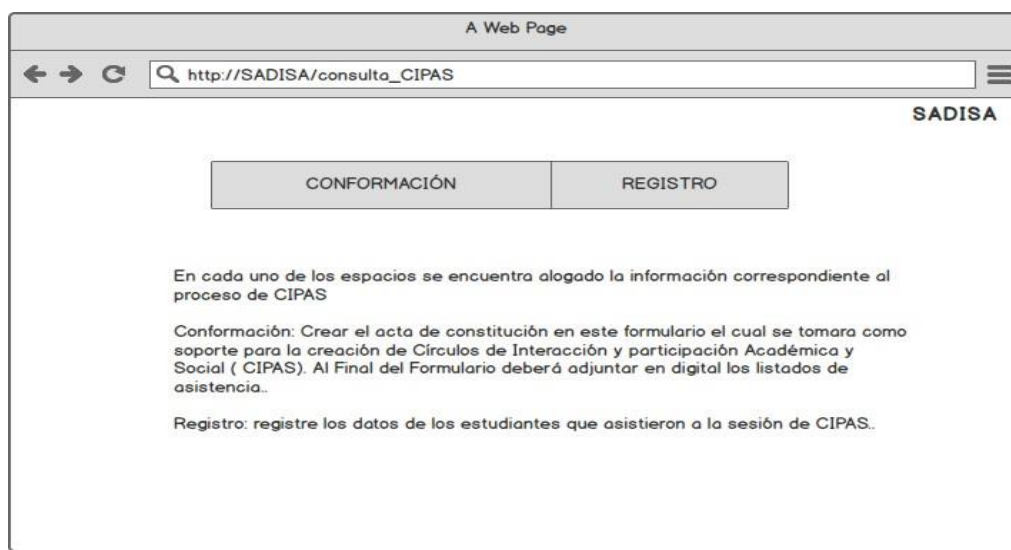 A Web Page
http://SADISA/consulta_CIPAS
SADISA
CONFORMACIÓN
REGISTRO
En cada uno de los espacios se encuentra alogado la información correspondiente al
proceso de CIPAS
Conformación: Crear el acta de constitución en este formulario el cual se tomara como
soporte para la creación de Círculos de Interacción y participación Académica y
Social ( CIPAS). Al Final del Formulario deberá adjuntar en digital los listados de
asistencia..
Registro: registre los datos de los estudiantes que asistieron a la sesión de CIPAS..